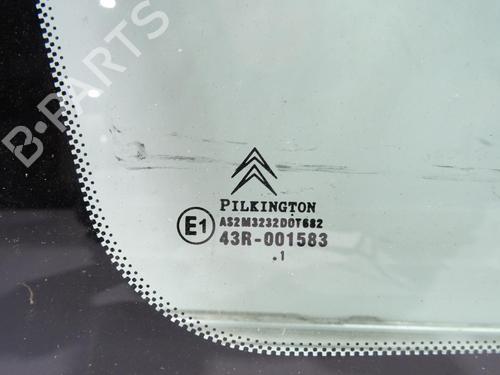 B-PARTS
PILKINGTON
E1
AS2M3232DOT682
43R-001583
.1